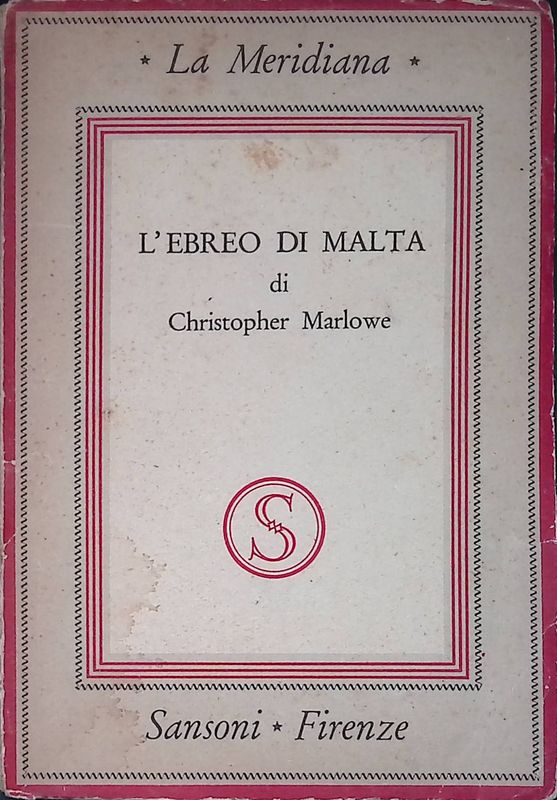 ★ La Meridiana ★
L'EBREO DI MALTA
di
Christopher Marlowe
S
Sansoni ★ Firenze